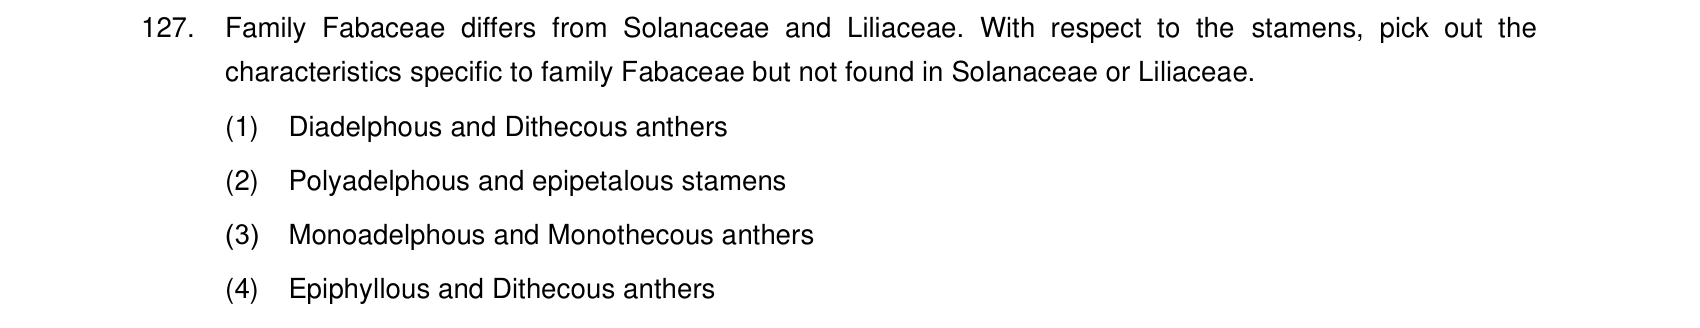 127. Family Fabaceae differs from Solanaceae and Liliaceae. With respect to the stamens, pick out the
characteristics specific to family Fabaceae but not found in Solanaceae or Liliaceae.
(1) Diadelphous and Dithecous anthers
(2) Polyadelphous and epipetalous stamens
(3) Monoadelphous and Monothecous anthers
(4) Epiphyllous and Dithecous anthers